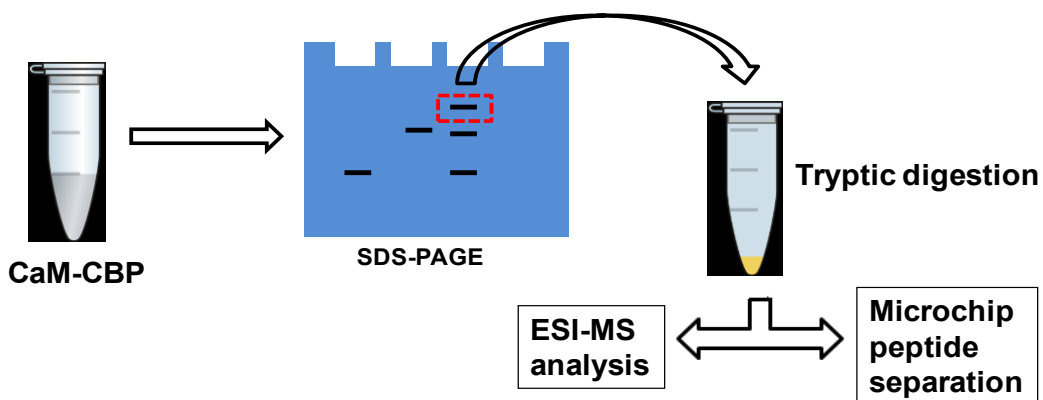 CaM-CBP
SDS-PAGE
Tryptic digestion
ESI-MS
analysis
Microchip
peptide
separation